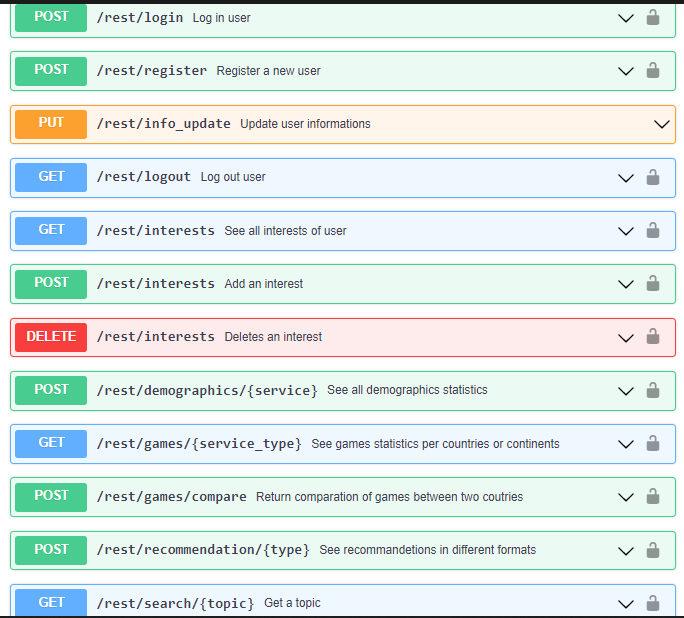 POST /rest/login Log in user
POST /rest/register Register a new user
PUT /rest/info_update Update user informations
GET /rest/logout Log out user
GET /rest/interests See all interests of user
POST /rest/interests Add an interest
DELETE /rest/interests Deletes an interest
POST /rest/demographics/{service} See all demographics statistics
GET /rest/games/{service_type} See games statistics per countries or continents
POST /rest/games/compare Return comparation of games between two coutries
POST /rest/recommendation/{type} See recommandetions in different formats
GET /rest/search/{topic} Get a topic